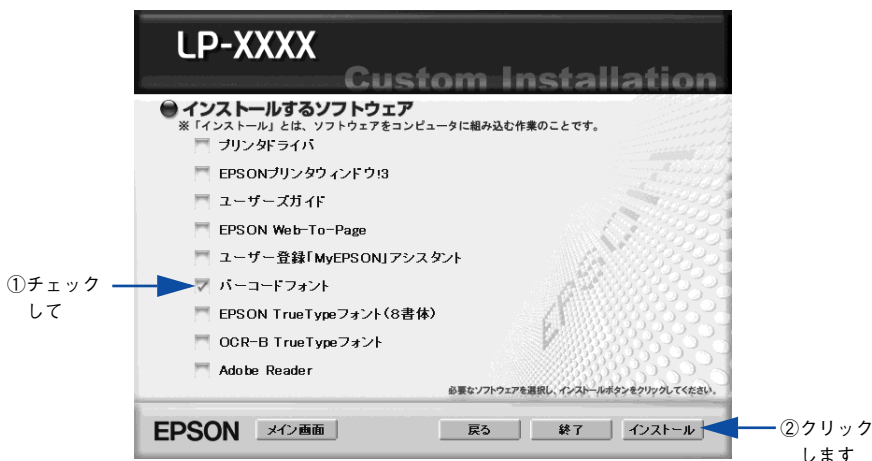 LP-XXXX
Custom Installation
インストールするソフトウェア
※「インストール」とは、ソフトウェアをコンピュータに組み込む作業のことです。
プリンタドライバ
EPSONプリンタウィンドウ!3
ユーザーズガイド
EPSON Web-To-Page
ユーザー登録「MyEPSON」アシスタント
①チェック
して
バーコードフォント
EPSON TrueTypeフォント(8書体)
OCR-B TrueTypeフォント
Adobe Reader
EPSON
必要なソフトウェアを選択し、インストールボタンをクリックしてください。
EPSON
メイン画面
戻る
終了
インストール
②クリック
します